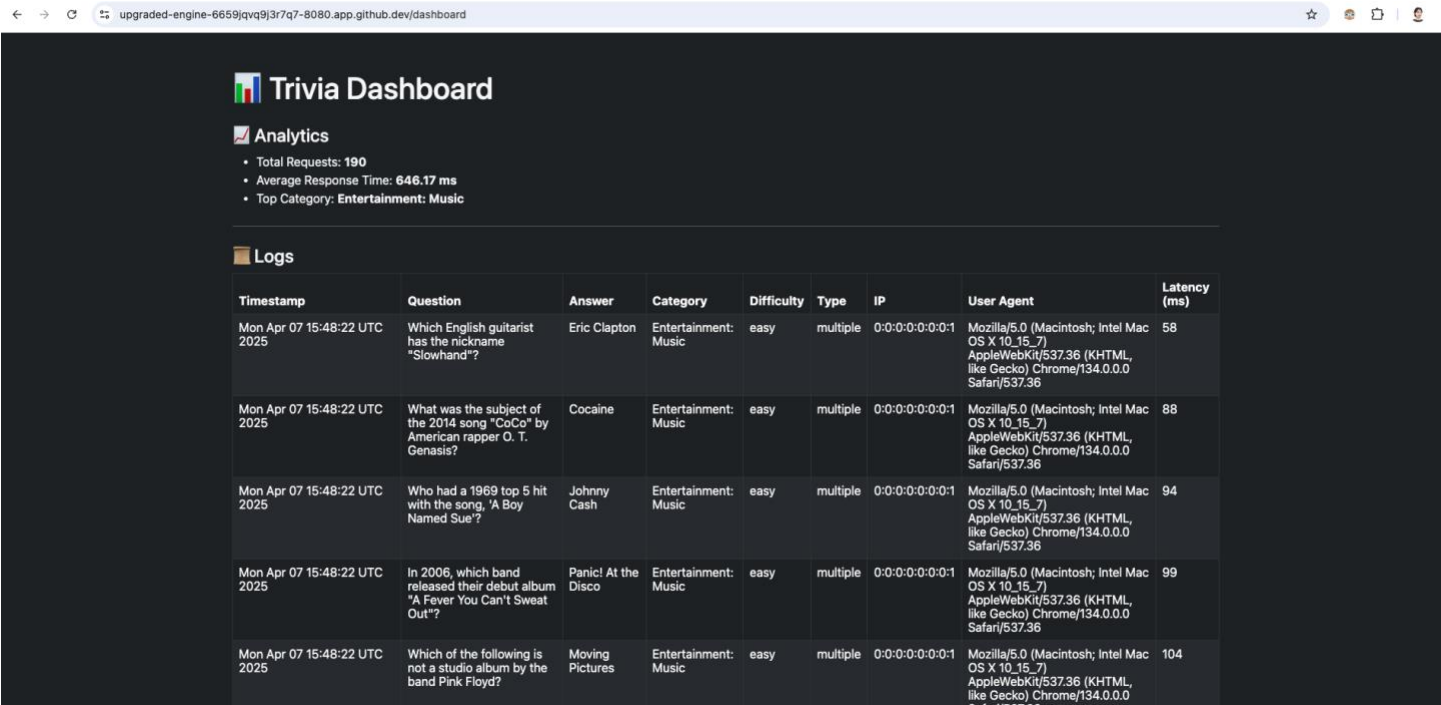 upgraded-engine-6659jqvq9j3r7q7-8080.app.github.dev/dashboard
Trivia Dashboard
Analytics
• Total Requests: 190
• Average Response Time: 646.17 ms
• Top Category: Entertainment: Music
Logs
Timestamp Question Answer Category Difficulty Type IP User Agent Latency (ms)
Mon Apr 07 15:48:22 UTC Which English guitarist Eric Clapton Entertainment: easy multiple 0:0:0:0:0:0:0:1 Mozilla/5.0 (Macintosh; Intel Mac 58
2025 has the nickname Music OS X 10_15_7)
"Slowhand"? AppleWebKit/537.36 (KHTML,
like Gecko) Chrome/134.0.0.0
Safari/537.36
Mon Apr 07 15:48:22 UTC What was the subject of Cocaine Entertainment: easy multiple 0:0:0:0:0:0:0:1 Mozilla/5.0 (Macintosh; Intel Mac 88
2025 the 2014 song "CoCo" by Music OS X 10_15_7)
American rapper O. T. AppleWebKit/537.36 (KHTML,
Genasis? like Gecko) Chrome/134.0.0.0
Safari/537.36
Mon Apr 07 15:48:22 UTC Who had a 1969 top 5 hit Johnny Entertainment: easy multiple 0:0:0:0:0:0:0:1 Mozilla/5.0 (Macintosh; Intel Mac 94
2025 with the song, 'A Boy Cash Music OS X 10_15_7)
Named Sue'? AppleWebKit/537.36 (KHTML,
like Gecko) Chrome/134.0.0.0
Safari/537.36
Mon Apr 07 15:48:22 UTC In 2006, which band Panic! At the Entertainment: easy multiple 0:0:0:0:0:0:0:1 Mozilla/5.0 (Macintosh; Intel Mac 99
2025 released their debut album Disco Music OS X 10_15_7)
"A Fever You Can't Sweat AppleWebKit/537.36 (KHTML,
Out"? like Gecko) Chrome/134.0.0.0
Safari/537.36
Mon Apr 07 15:48:22 UTC Which of the following is Moving Entertainment: easy multiple 0:0:0:0:0:0:0:1 Mozilla/5.0 (Macintosh; Intel Mac 104
2025 not a studio album by the Pictures Music OS X 10_15_7)
band Pink Floyd? AppleWebKit/537.36 (KHTML,
like Gecko) Chrome/134.0.0.0